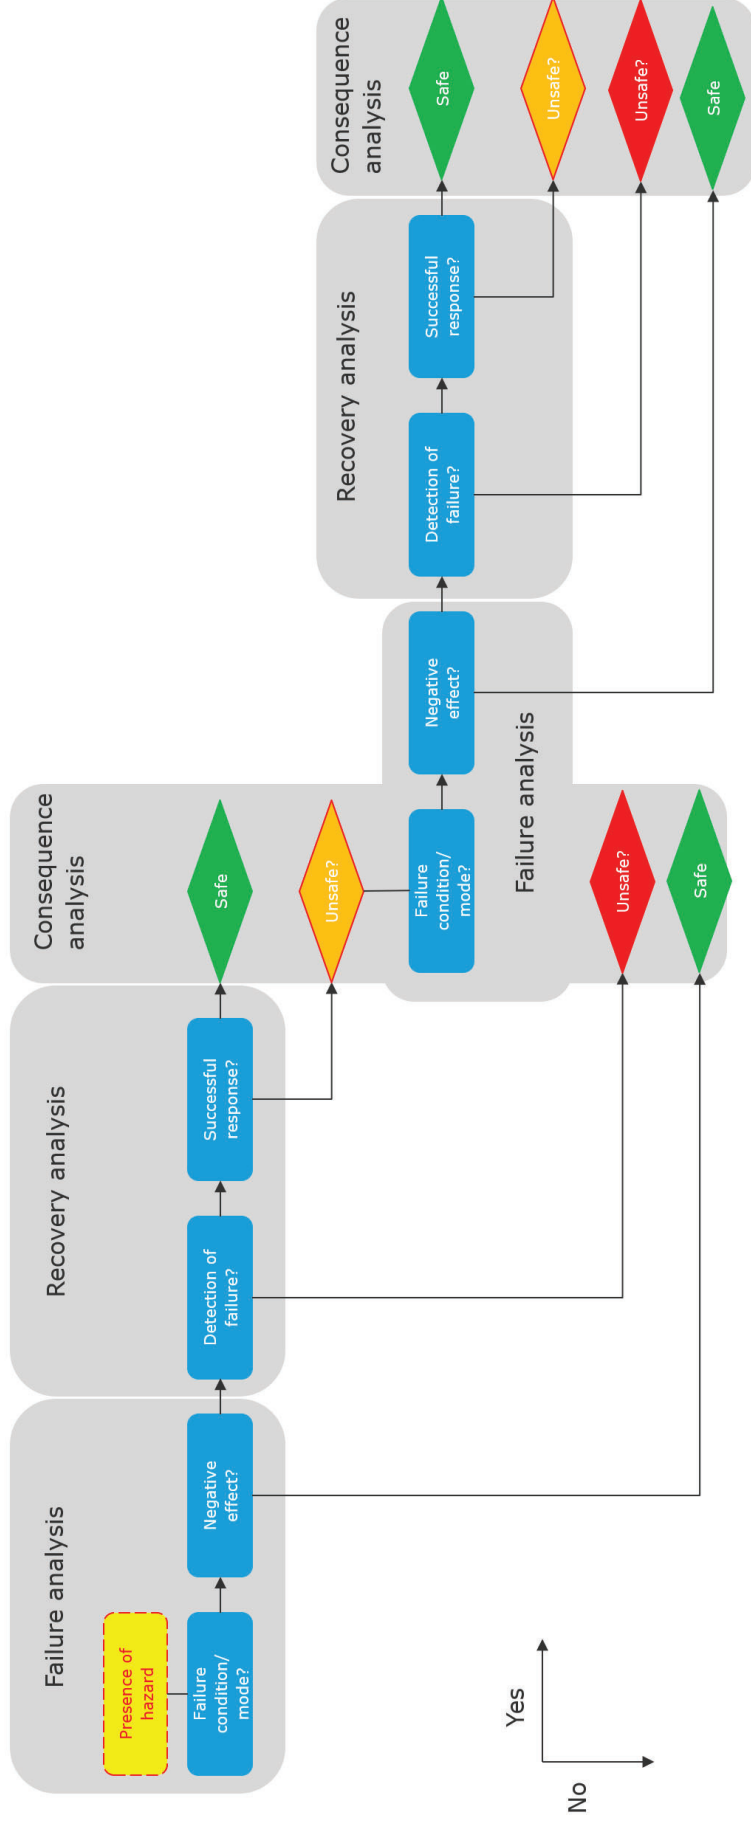 Failure analysis
Presence of
hazard
Failure
condition/
mode?
Negative
effect?
Recovery analysis
Detection of
failure?
Successful
response?
Consequence
analysis
Safe
Unsafe?
Unsafe?
Safe
Failure
condition/
mode?
Negative
effect?
Failure analysis
Recovery analysis
Detection of
failure?
Successful
response?
Consequence
analysis
Safe
Unsafe?
Unsafe?
Safe
Yes
No